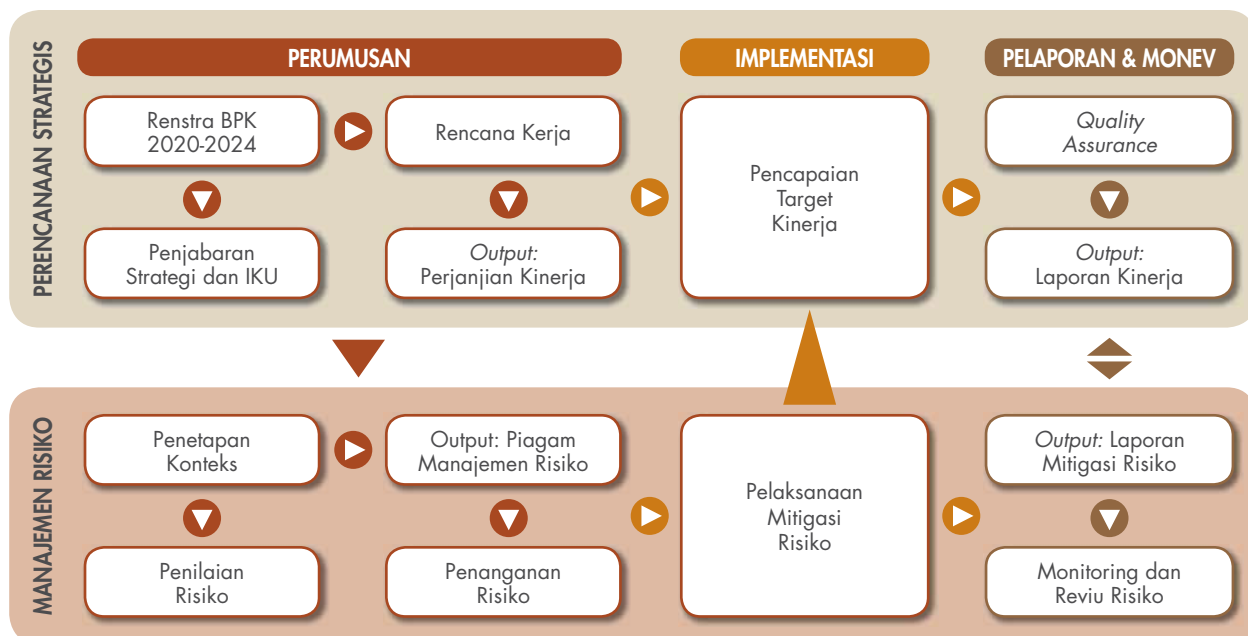 PERENCANAAN STRATEGIS
PERUMUSAN
IMPLEMENTASI
PELAPORAN & MONEV
Renstra BPK
2020-2024
Rencana Kerja
Penjabaran
Strategi dan IKU
Output:
Perjanjian Kinerja
Pencapaian
Target
Kinerja
Quality
Assurance
Output:
Laporan Kinerja
MANAJEMEN RISIKO
Penetapan
Konteks
Output: Piagam
Manajemen Risiko
Penilaian
Risiko
Penanganan
Risiko
Pelaksanaan
Mitigasi
Risiko
Output: Laporan
Mitigasi Risiko
Monitoring dan
Reviu Risiko